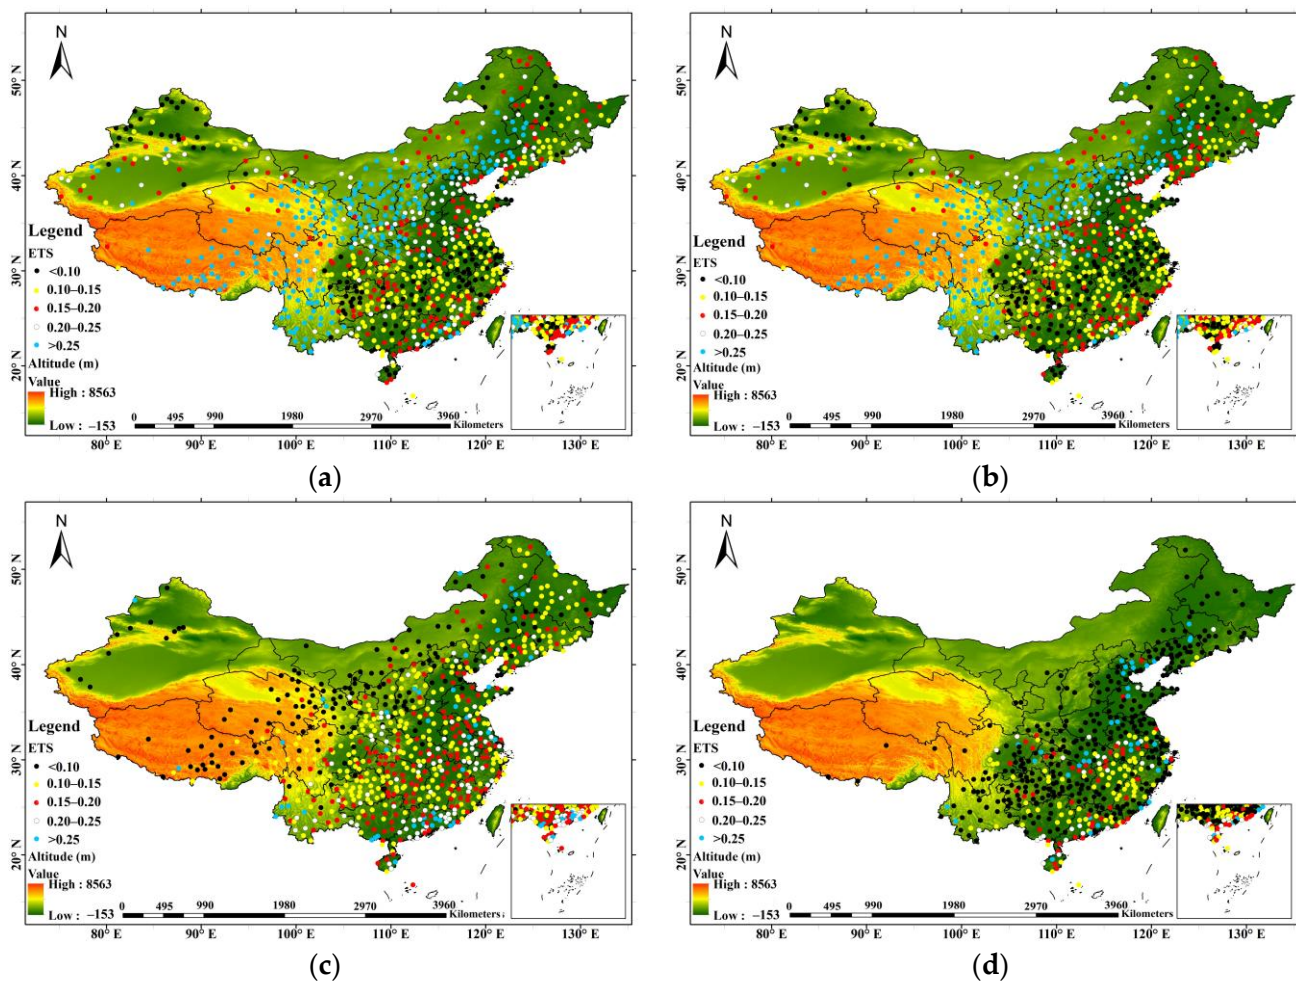 N
50° N
40° N
30° N
20° N
Legend
ETS
<0.10
0.10–0.15
0.15–0.20
0.20–0.25
>0.25
Altitude (m)
Value
High : 8563
Low : –153
0 495 990 1980 2970 3960
Kilometers
80° E 90° E 100° E 110° E 120° E 130° E
(a)
N
50° N
40° N
30° N
20° N
Legend
ETS
<0.10
0.10–0.15
0.15–0.20
0.20–0.25
>0.25
Altitude (m)
Value
High : 8563
Low : –153
0 495 990 1980 2970 3960
Kilometers
80° E 90° E 100° E 110° E 120° E 130° E
(b)
N
50° N
40° N
30° N
20° N
Legend
ETS
<0.10
0.10–0.15
0.15–0.20
0.20–0.25
>0.25
Altitude (m)
Value
High : 8563
Low : –153
0 495 990 1980 2970 3960
Kilometers
80° E 90° E 100° E 110° E 120° E 130° E
(c)
N
50° N
40° N
30° N
20° N
Legend
ETS
<0.10
0.10–0.15
0.15–0.20
0.20–0.25
>0.25
Altitude (m)
Value
High : 8563
Low : –153
0 495 990 1980 2970 3960
Kilometers
80° E 90° E 100° E 110° E 120° E 130° E
(d)